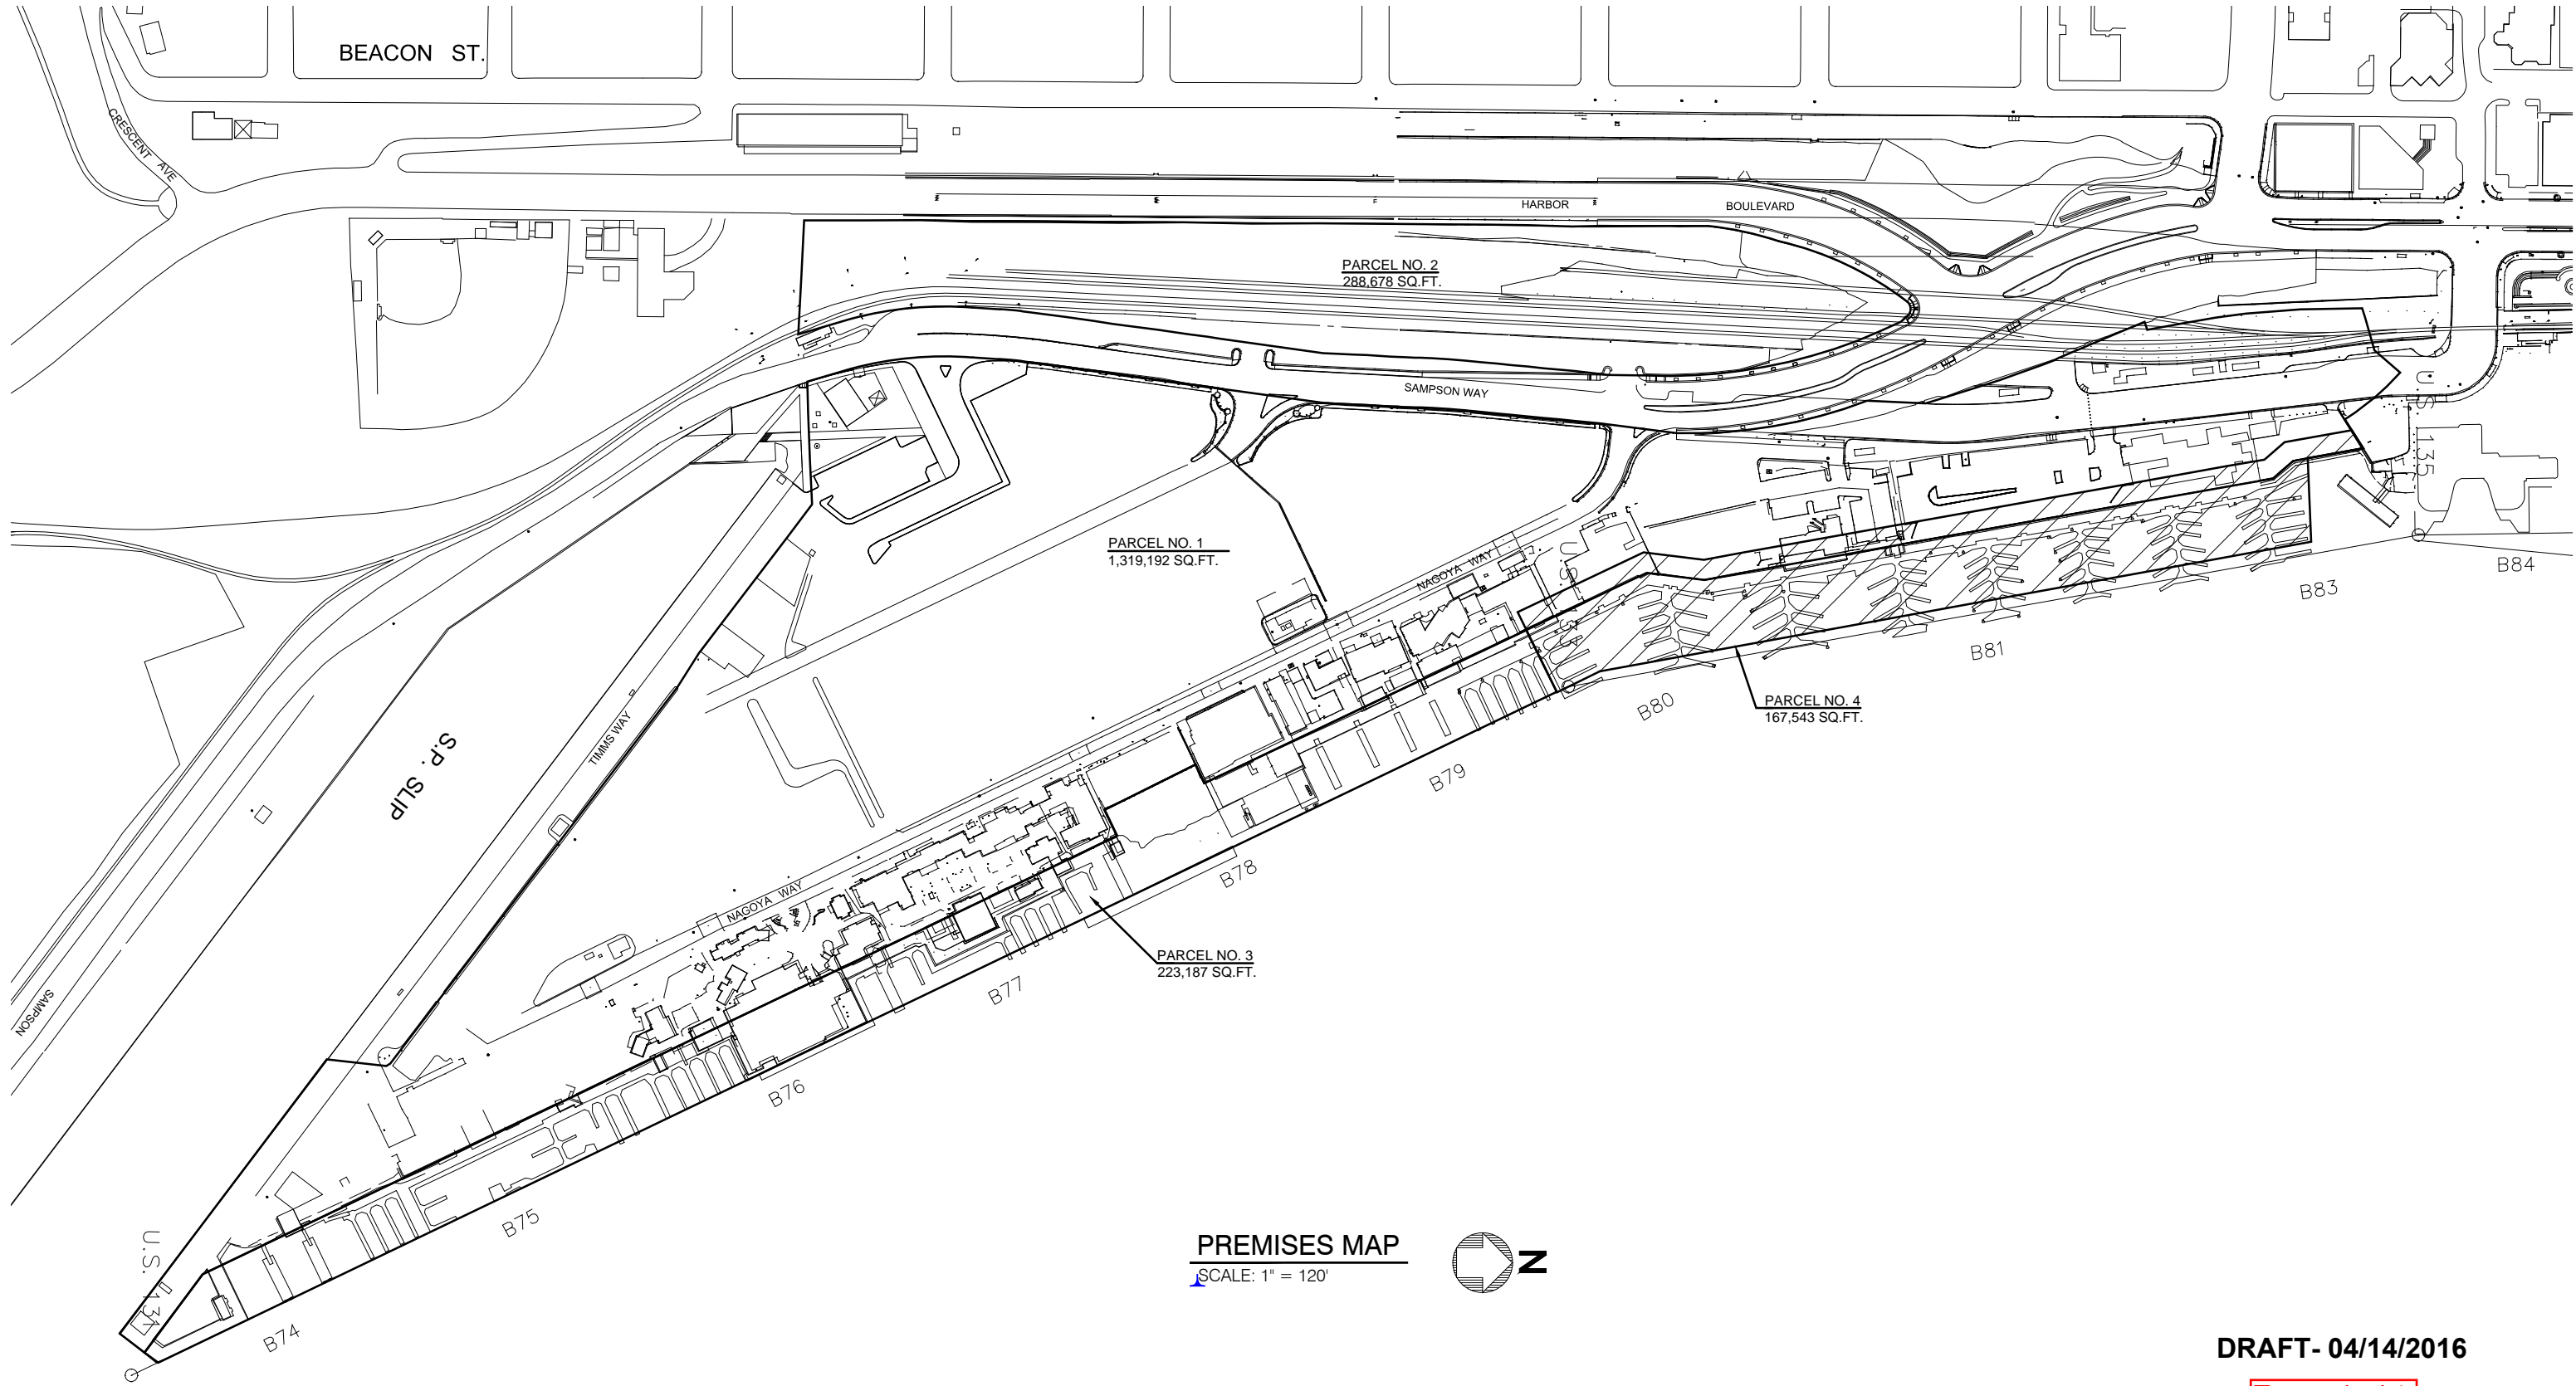 BEACON ST.
CRESCENT AVE
HARBOR BOULEVARD
PARCEL NO. 2
288,678 SQ.FT.
SAMPSON WAY
U.S. 135
PARCEL NO. 1
1,319,192 SQ.FT.
NAGOYA WAY
B84
B83
B81
B80
PARCEL NO. 4
167,543 SQ.FT.
TIMMS WAY
S.P. SLIP
B79
B78
NAGOYA WAY
PARCEL NO. 3
223,187 SQ.FT.
B77
SAMPSON
B76
B75
U.S. 131
B74
PREMISES MAP
SCALE: 1" = 120'
N
DRAFT- 04/14/2016